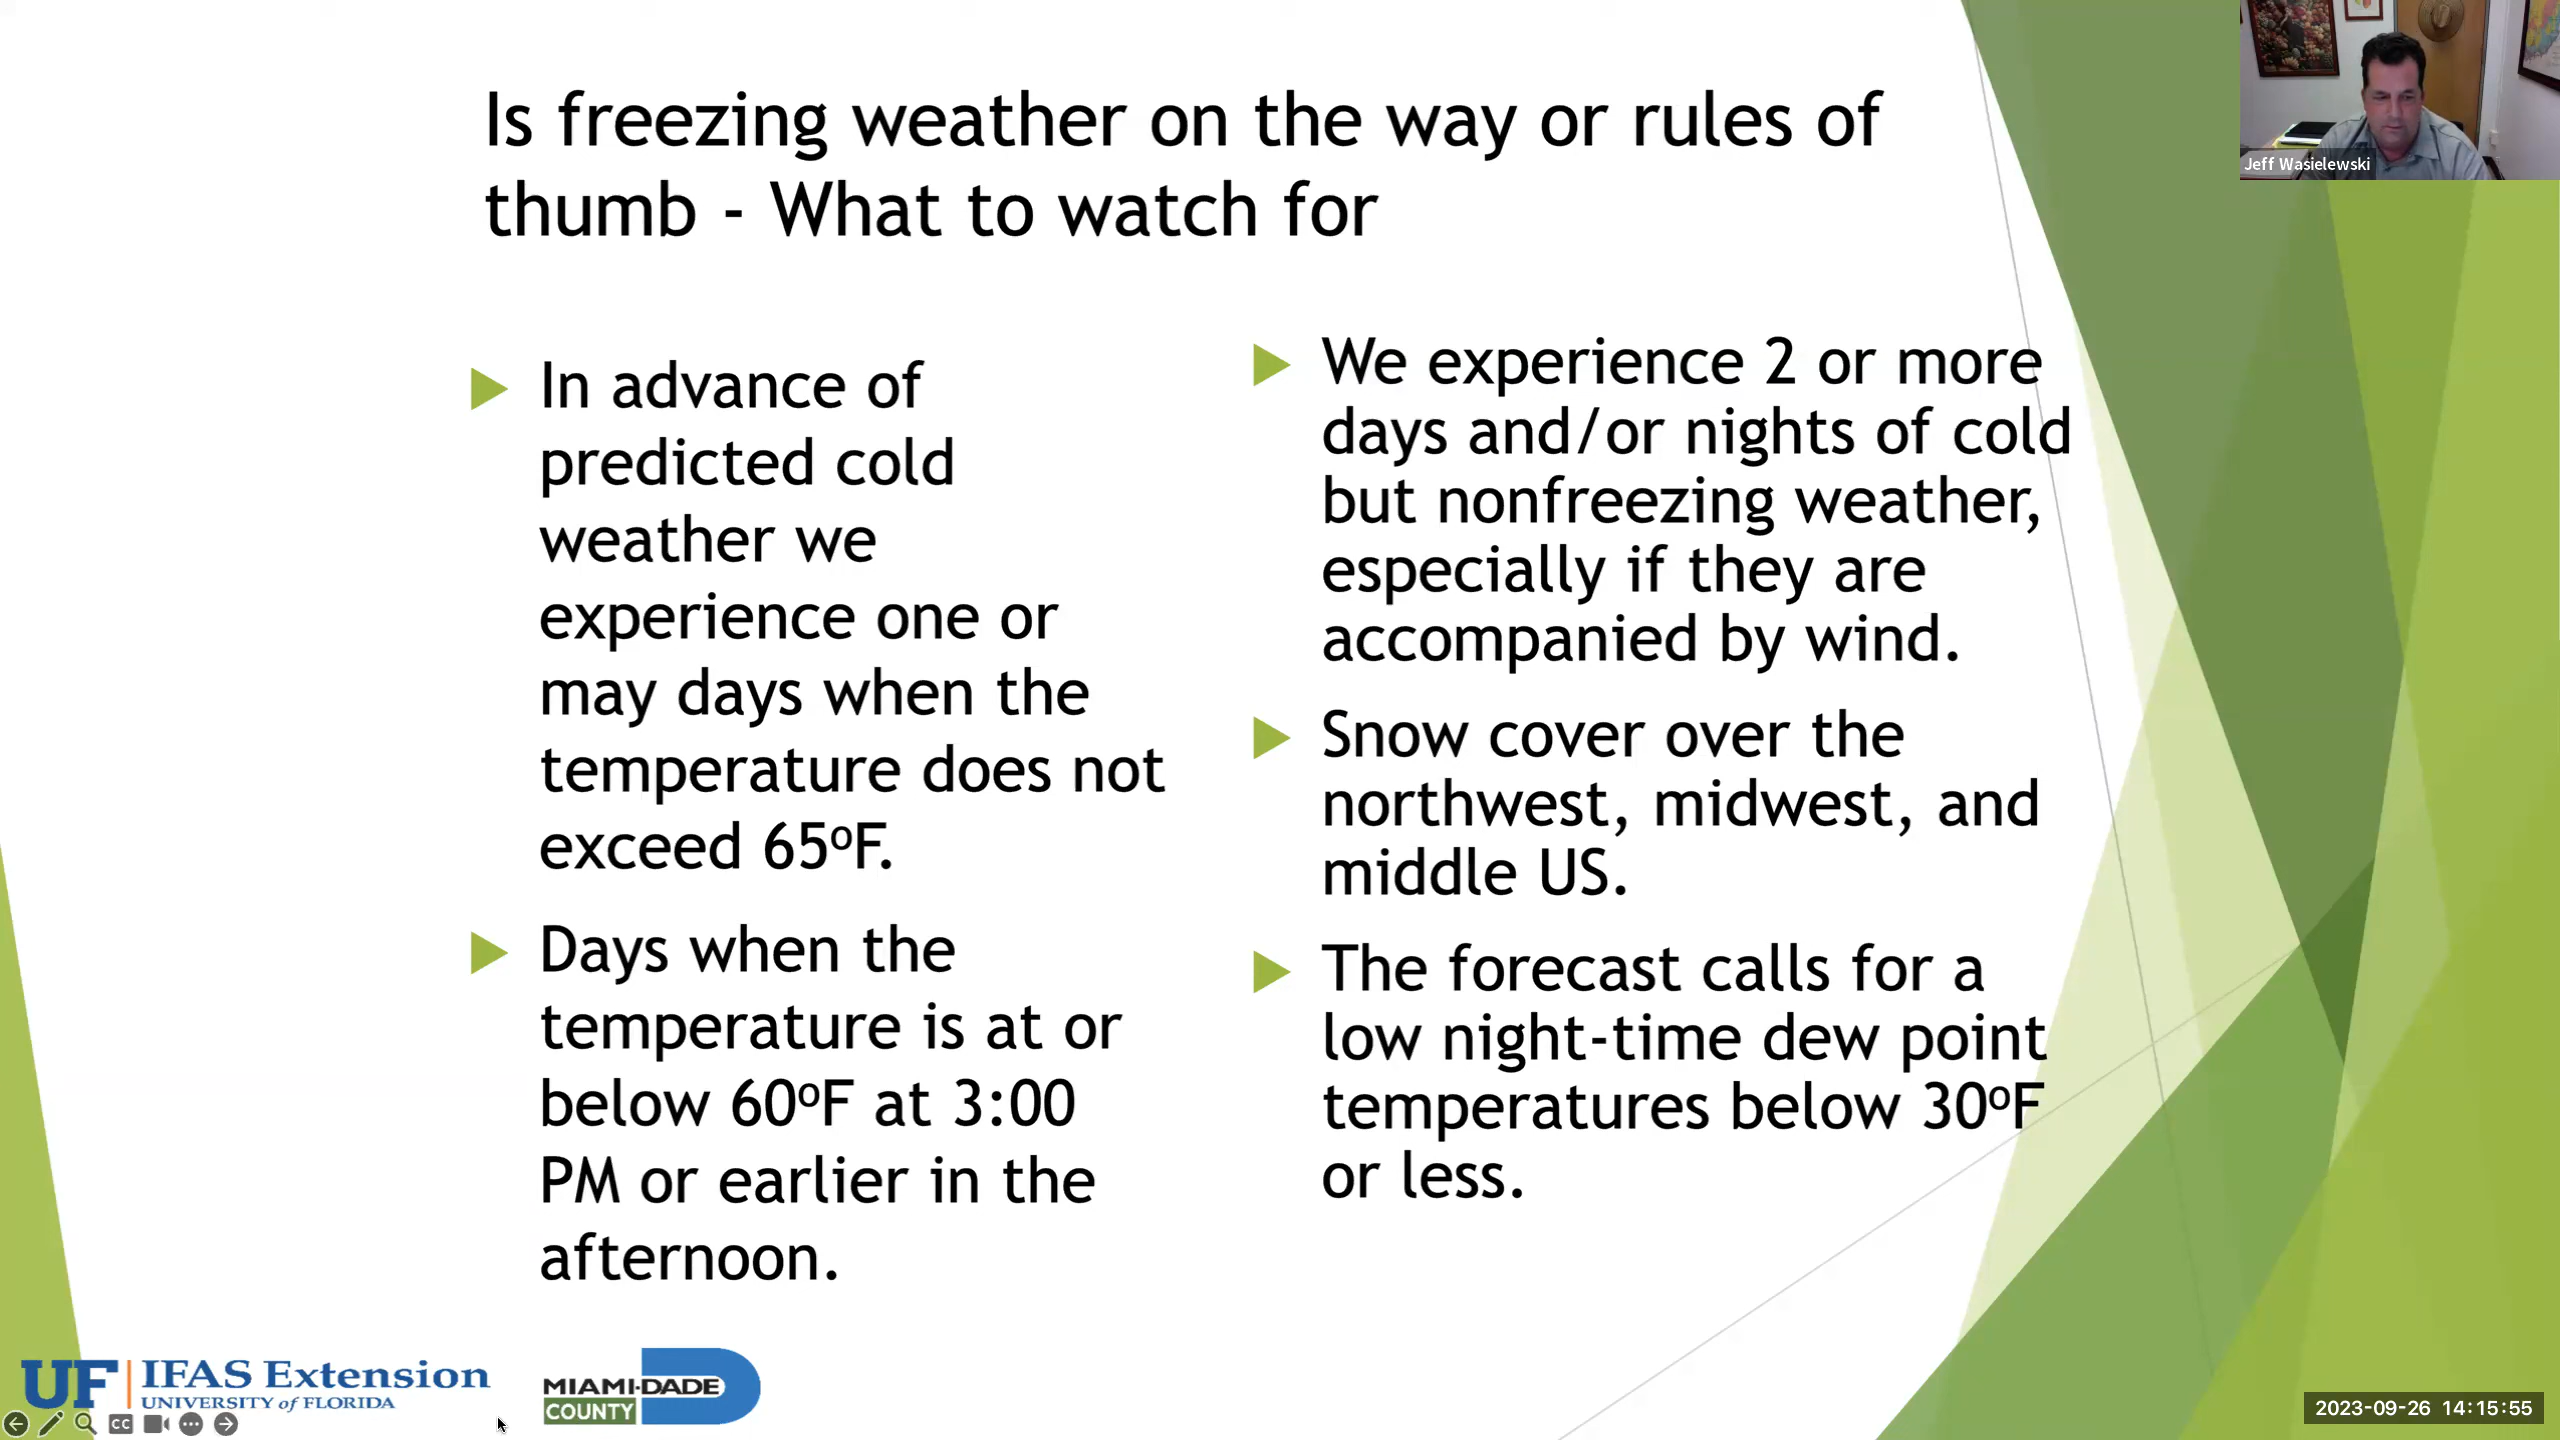 Is freezing weather on the way or rules of
thumb - What to watch for
In advance of
predicted cold
weather we
experience one or
may days when the
temperature does not
exceed 65ºF.
Days when the
temperature is at or
below 60ºF at 3:00
PM or earlier in the
afternoon.
We experience 2 or more
days and/or nights of cold
but nonfreezing weather,
especially if they are
accompanied by wind.
Snow cover over the
northwest, midwest, and
middle US.
The forecast calls for a
low night-time dew point
temperatures below 30ºF
or less.
Jeff Wasielewski
UF IFAS Extension
UNIVERSITY of FLORIDA
MIAMI-DADE
COUNTY
CC
2023-09-26 14:15:55